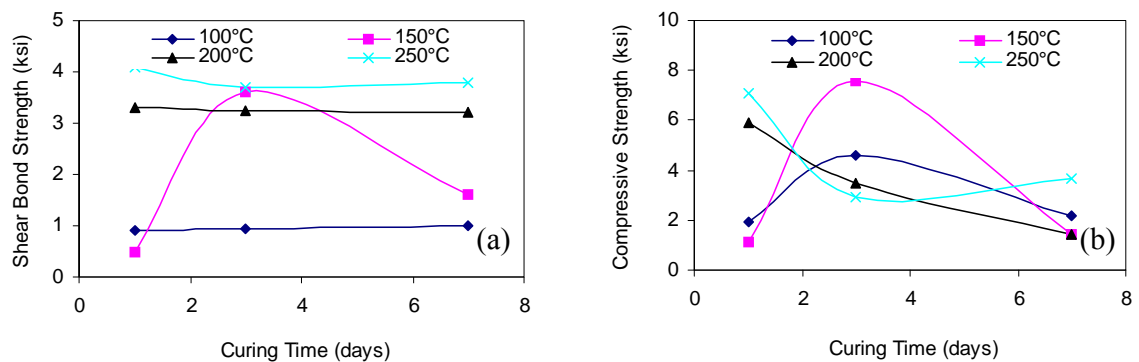 Shear Bond Strength (ksi)
5
4
3
2
1
0
100°C
150°C
200°C
250°C
(a)
0
2
4
6
8
Curing Time (days)
Compressive Strength (ksi)
10
8
6
4
2
0
100°C
150°C
200°C
250°C
(b)
0
2
4
6
8
Curing Time (days)